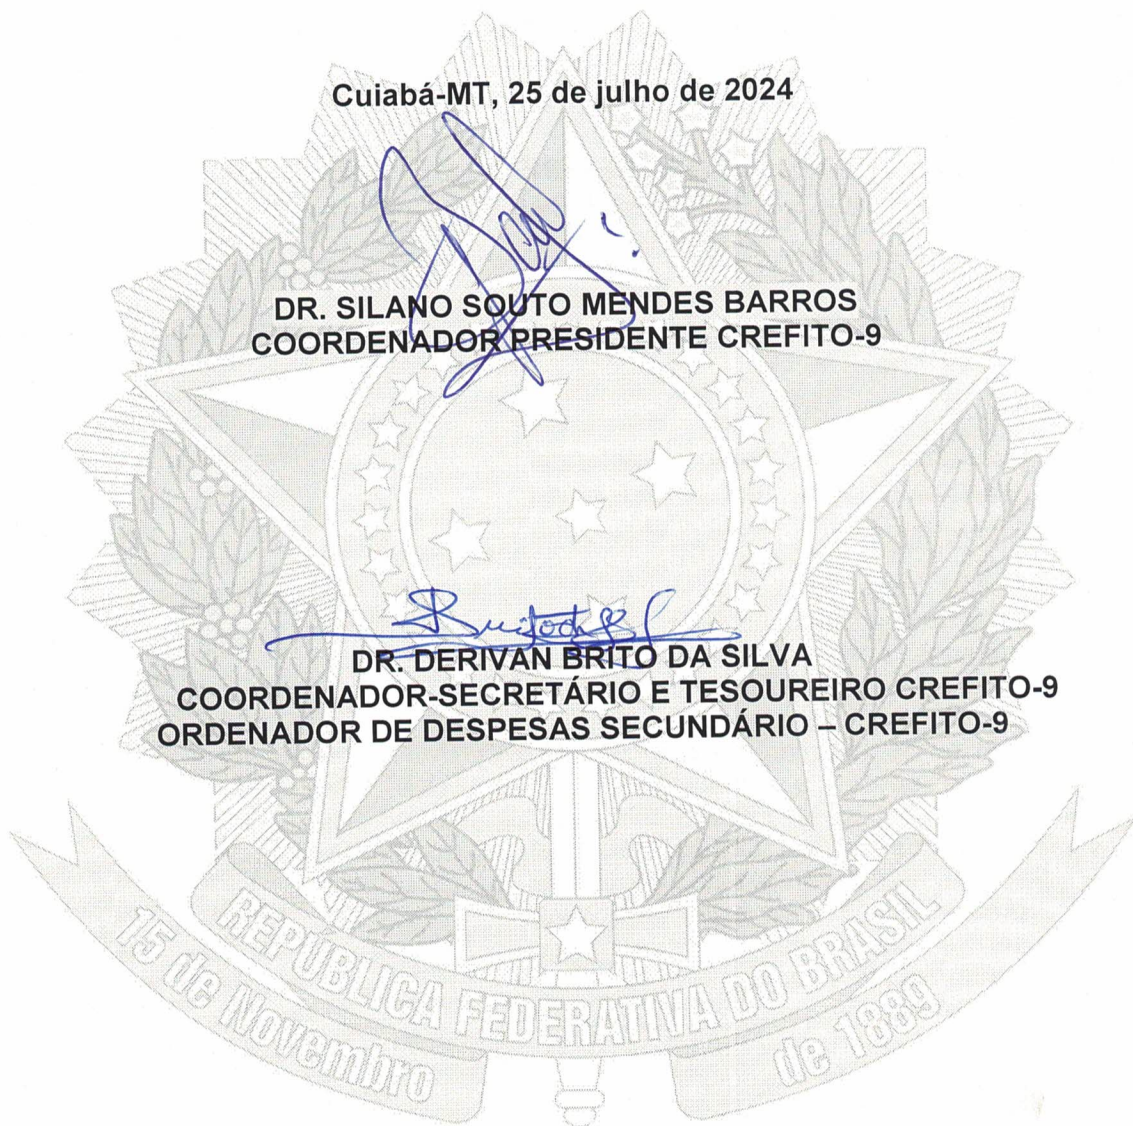 Cuiabá-MT, 25 de julho de 2024
DR. SILANO SOUTO MENDES BARROS
COORDENADOR PRESIDENTE CREFITO-9
DR. DERIVAN BRITO DA SILVA
COORDENADOR-SECRETÁRIO E TESOUREIRO CREFITO-9
ORDENADOR DE DESPESAS SECUNDÁRIO – CREFITO-9
REPÚBLICA FEDERATIVA DO BRASIL
15 de Novembro
de 1889